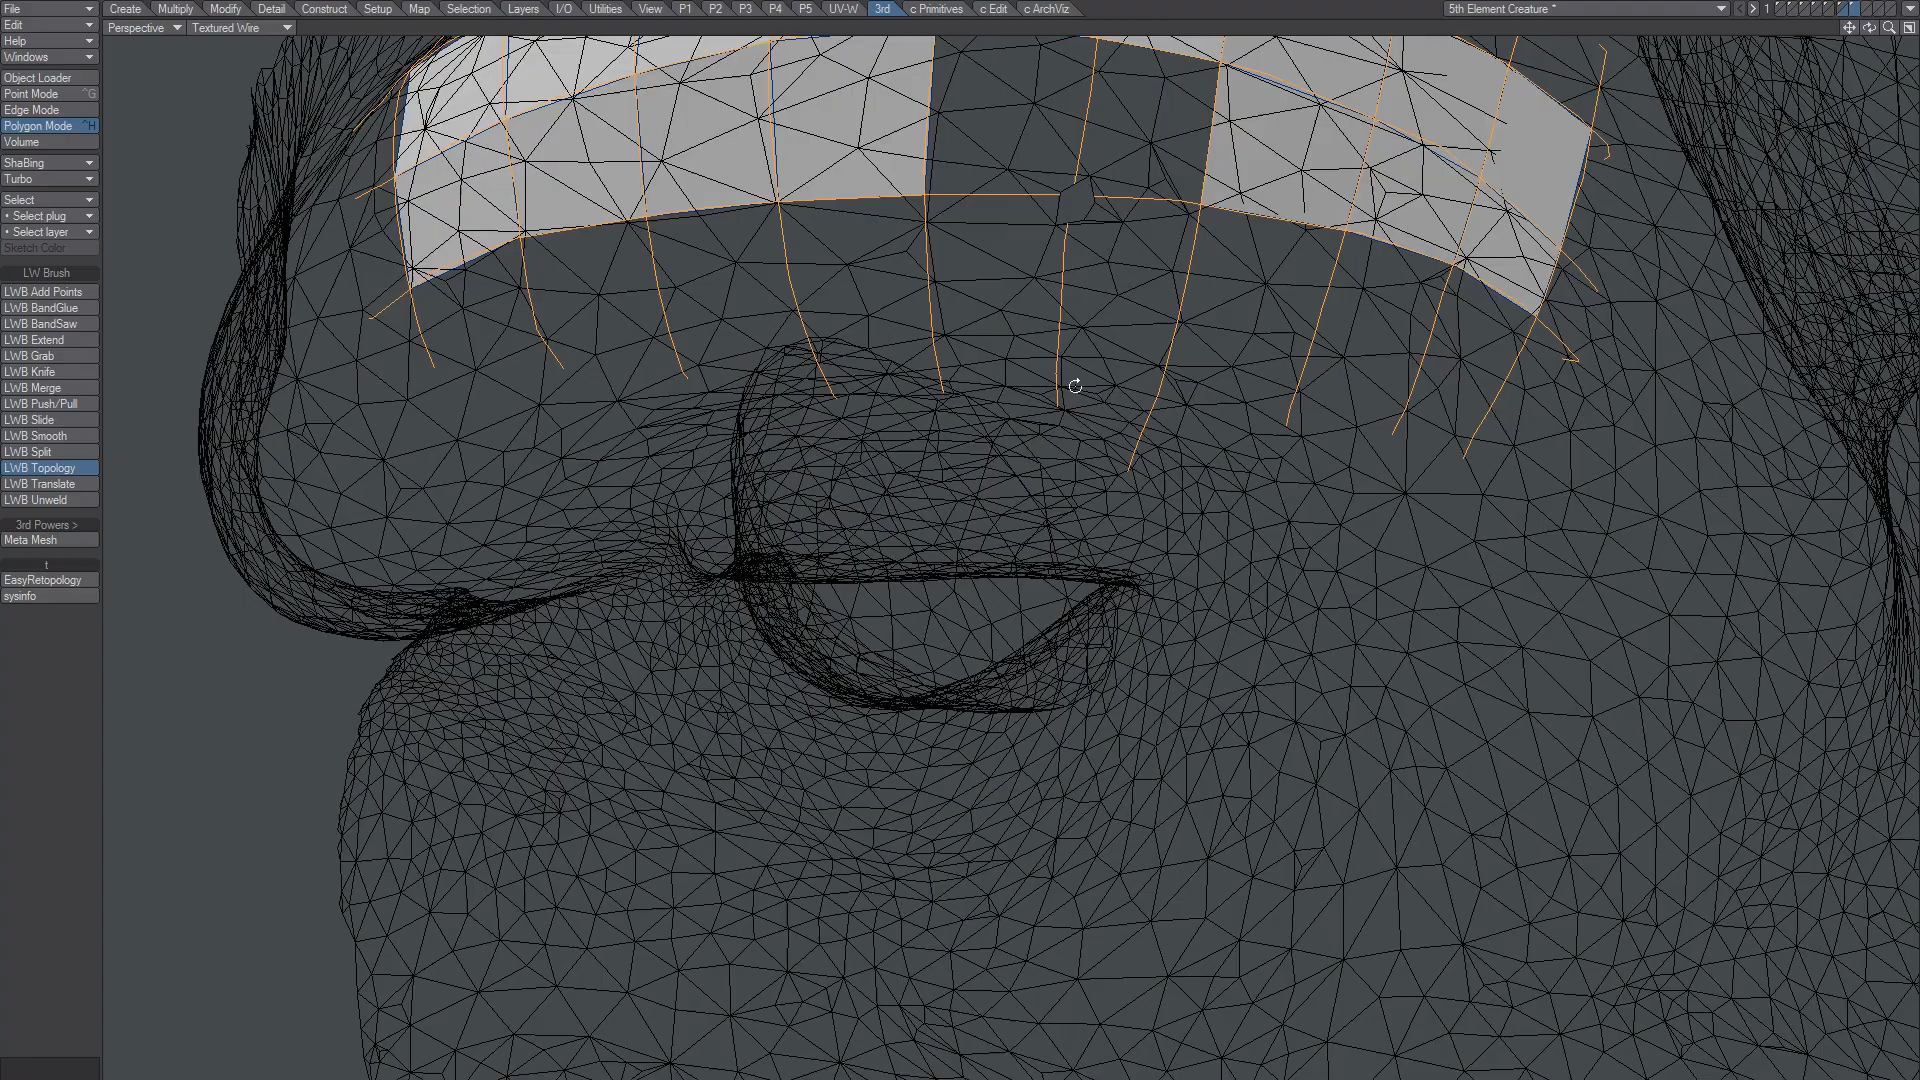 File Create Multiply Modify Detail Construct Setup Map Selection Layers I/O Utilities View P1 P2 P3 P4 P5 UV-W 3rd c Primitives c Edit c ArchViz 5th Element Creature * 1
Edit Perspective Textured Wire
Help
Windows
Object Loader
Point Mode ^G
Edge Mode
Polygon Mode ^H
Volume
ShaBing
Turbo
Select
• Select plug
• Select layer
Sketch Color
LW Brush
LWB Add Points
LWB BandGlue
LWB BandSaw
LWB Extend
LWB Grab
LWB Knife
LWB Merge
LWB Push/Pull
LWB Slide
LWB Smooth
LWB Split
LWB Topology
LWB Translate
LWB Unweld
3rd Powers >
Meta Mesh
t
EasyRetopology
sysinfo